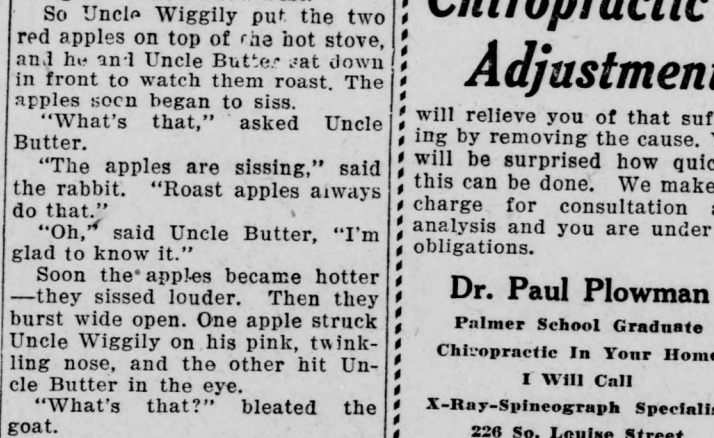 So Uncle Wiggily put the two
red apples on top of the hot stove,
and he and Uncle Butter sat down
in front to watch them roast. The
apples soon began to siss.
"What's that," asked Uncle
Butter.
"The apples are sissing," said
the rabbit. "Roast apples always
do that."
"Oh," said Uncle Butter, "I'm
glad to know it."
Soon the apples became hotter
—they sissed louder. Then they
burst wide open. One apple struck
Uncle Wiggily on his pink, twink-
ling nose, and the other hit Un-
cle Butter in the eye.
"What's that?" bleated the
goat.
Chiropractic
Adjustmen
will relieve you of that suf
ing by removing the cause.
will be surprised how quic
this can be done. We make
charge for consultation
analysis and you are under
obligations.
Dr. Paul Plowman
Palmer School Graduate
Chiropractic In Your Home
I Will Call
X-Ray-Spineograph Specialis
226 So. Louise Street